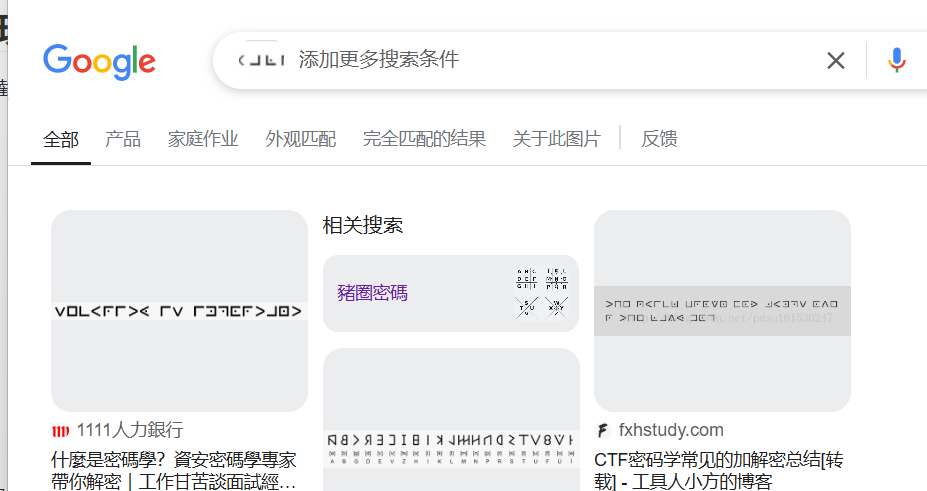 Google
添加更多搜索条件
全部 产品 家庭作业 外观匹配 完全匹配的结果 关于此图片 反馈
相关搜索
豬圈密碼
1111人力銀行
什麼是密碼學？資安密碼學專家
帶你解密｜工作甘苦談面試經...
fxhstudy.com
CTF密码学常见的加解密总结[转
载] - 工具人小方的博客